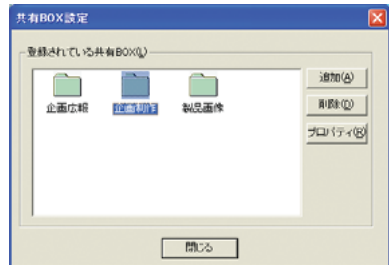 共有BOX設定
登録されている共有BOX(L)
追加(A)
企画広報 企画制作 製品画像
削除(D)
プロパティ(R)
閉じる